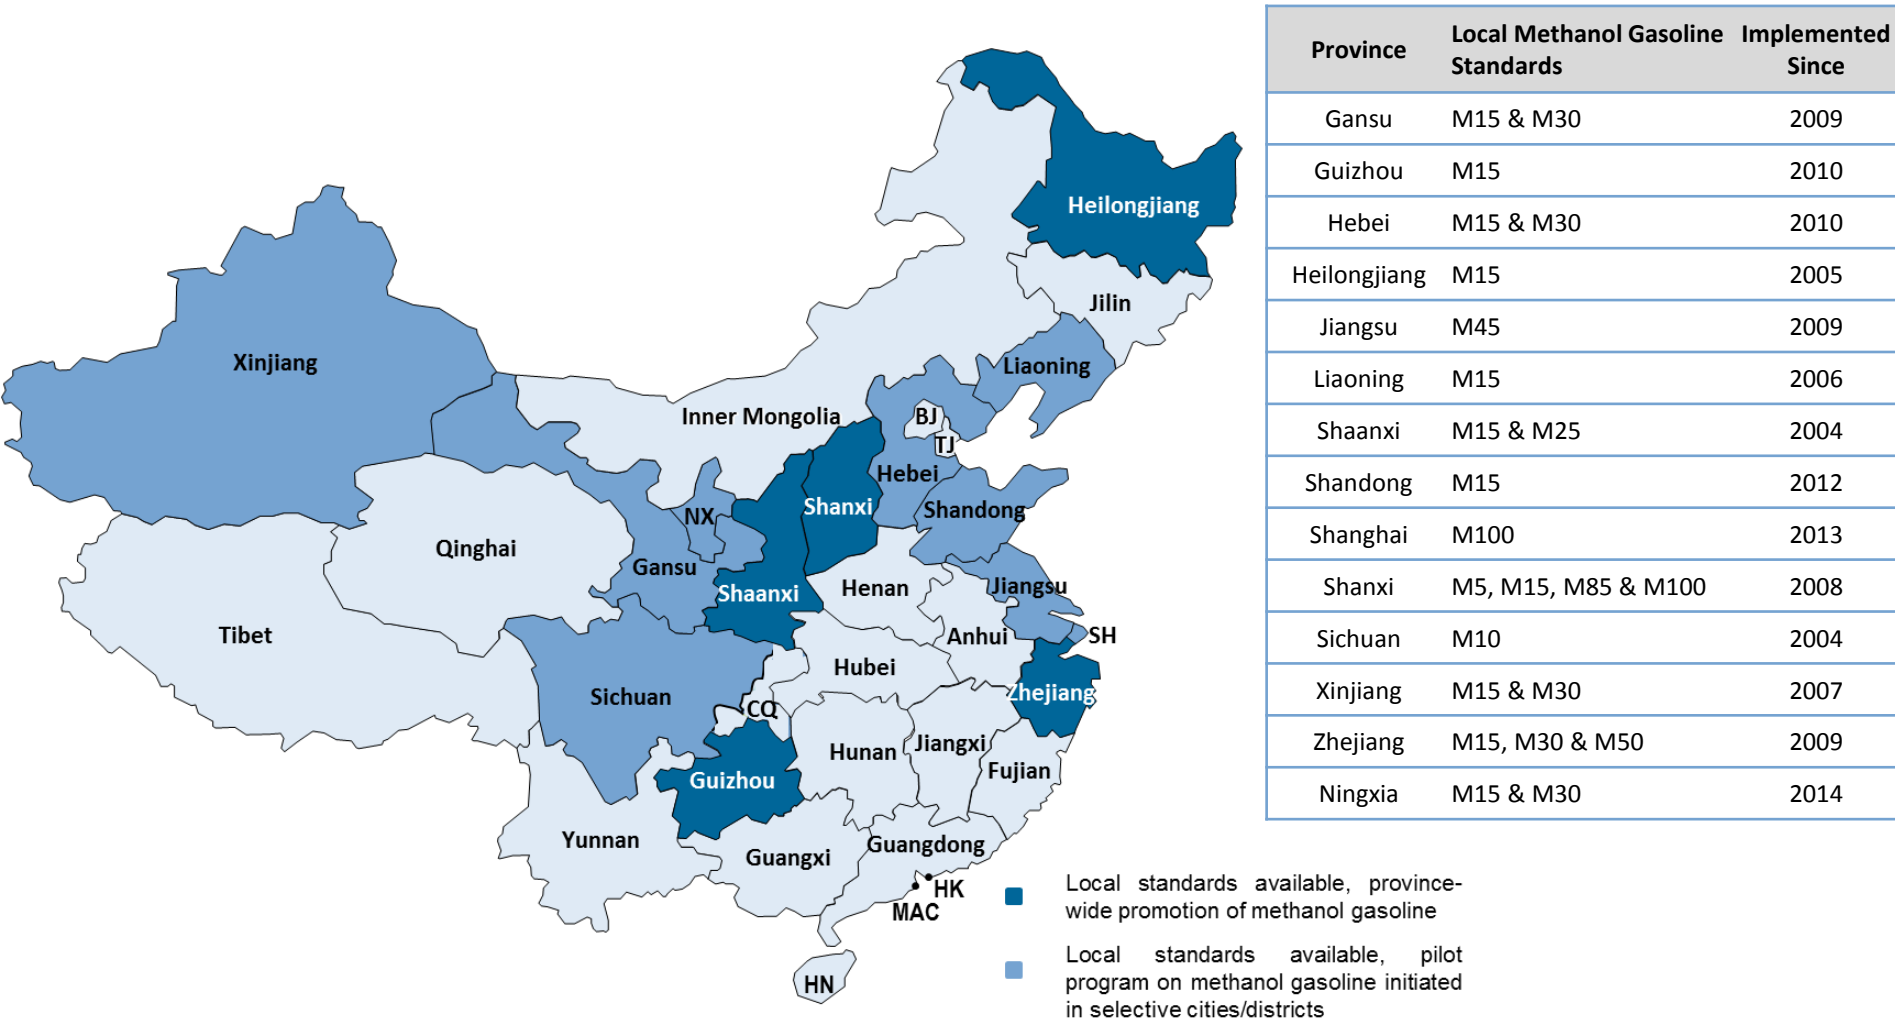 Province Local Methanol Gasoline Standards Implemented Since
Gansu M15 & M30 2009
Guizhou M15 2010
Hebei M15 & M30 2010
Heilongjiang M15 2005
Jiangsu M45 2009
Liaoning M15 2006
Shaanxi M15 & M25 2004
Shandong M15 2012
Shanghai M100 2013
Shanxi M5, M15, M85 & M100 2008
Sichuan M10 2004
Xinjiang M15 & M30 2007
Zhejiang M15, M30 & M50 2009
Ningxia M15 & M30 2014
Heilongjiang
Jilin
Xinjiang
Liaoning
Inner Mongolia
BJ
TJ
Hebei
Shanxi
Shandong
NX
Qinghai
Gansu
Shaanxi
Henan
Jiangsu
Tibet
Anhui
SH
Hubei
Sichuan
Zhejiang
CQ
Hunan
Jiangxi
Fujian
Guizhou
Yunnan
Guangxi
Guangdong
HK
MAC
HN
Local standards available, province-
wide promotion of methanol gasoline
Local standards available, pilot
program on methanol gasoline initiated
in selective cities/districts